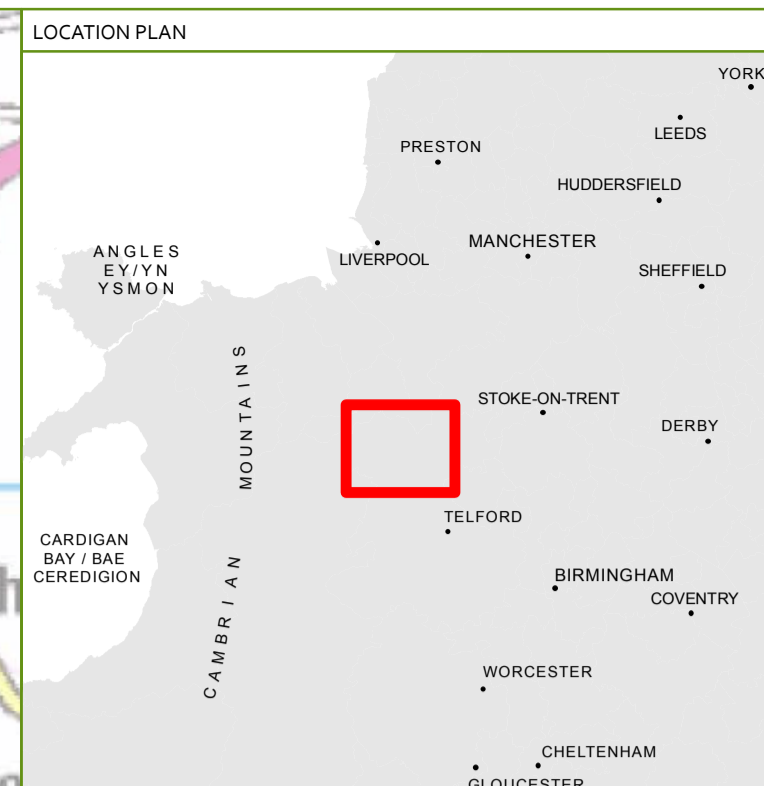 LOCATION PLAN
YORK
LEEDS
PRESTON
HUDDERSFIELD
MANCHESTER
LIVERPOOL
SHEFFIELD
ANGLES
EY/YN
YSMON
CAMBRIAN MOUNTAINS
STOKE-ON-TRENT
DERBY
TELFORD
CARDIGAN
BAY / BAE
CEREDIGION
BIRMINGHAM
COVENTRY
WORCESTER
CHELTENHAM
GLOUCESTER